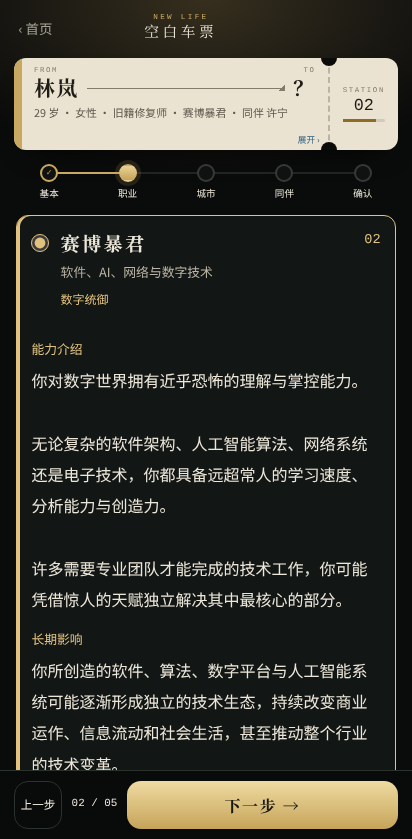 ‹ 首页
NEW LIFE
空白车票
FROM
TO
林岚
?
29 岁 • 女性 • 旧籍修复师 • 赛博暴君 • 同伴 许宁
展开 ›
STATION
02
✓
基本
职业
城市
同伴
确认
赛博暴君
02
软件、AI、网络与数字技术
数字统御
能力介绍
你对数字世界拥有近乎恐怖的理解与掌控能力。
无论复杂的软件架构、人工智能算法、网络系统
还是电子技术，你都具备远超常人的学习速度、
分析能力与创造力。
许多需要专业团队才能完成的技术工作，你可能
凭借惊人的天赋独立解决其中最核心的部分。
长期影响
你所创造的软件、算法、数字平台与人工智能系
统可能逐渐形成独立的技术生态，持续改变商业
运作、信息流动和社会生活，甚至推动整个行业
的技术变革。
上一步
02 / 05
下一步 →